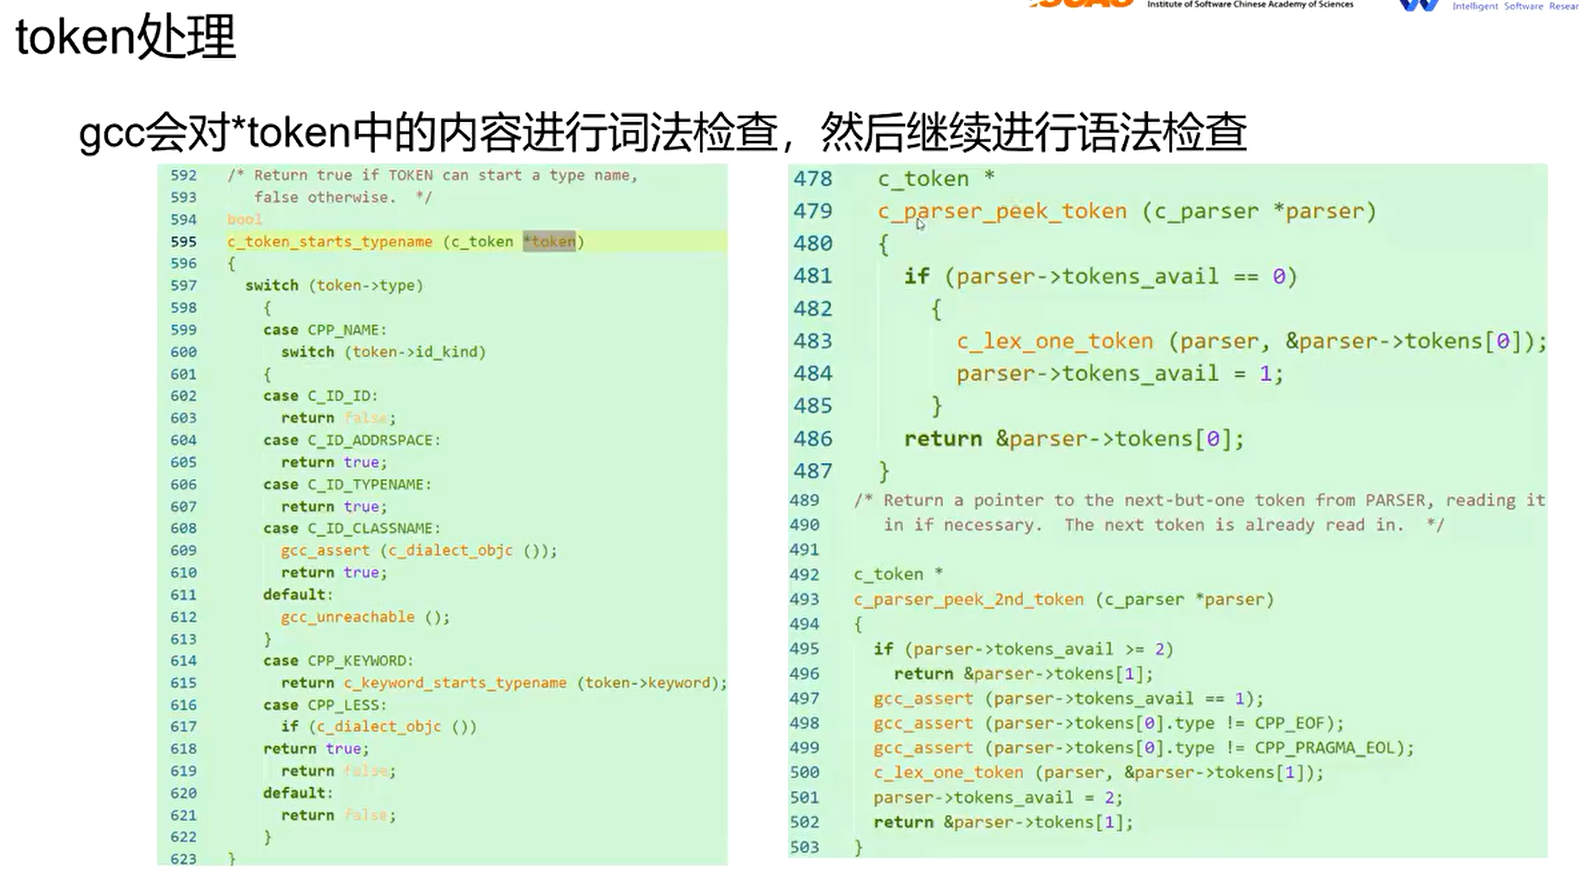 Institute of Software Chinese Academy of Sciences
Intelligent Software Resear
token处理
gcc会对*token中的内容进行词法检查，然后继续进行语法检查
592 /* Return true if TOKEN can start a type name,
593 false otherwise. */
594 bool
595 c_token_starts_typename (c_token *token)
596 {
597 switch (token->type)
598 {
599 case CPP_NAME:
600 switch (token->id_kind)
601 {
602 case C_ID_ID:
603 return false;
604 case C_ID_ADDRSPACE:
605 return true;
606 case C_ID_TYPENAME:
607 return true;
608 case C_ID_CLASSNAME:
609 gcc_assert (c_dialect_objc ());
610 return true;
611 default:
612 gcc_unreachable ();
613 }
614 case CPP_KEYWORD:
615 return c_keyword_starts_typename (token->keyword);
616 case CPP_LESS:
617 if (c_dialect_objc ())
618 return true;
619 return false;
620 default:
621 return false;
622 }
623 }
478 c_token *
479 c_parser_peek_token (c_parser *parser)
480 {
481 if (parser->tokens_avail == 0)
482 {
483 c_lex_one_token (parser, &parser->tokens[0]);
484 parser->tokens_avail = 1;
485 }
486 return &parser->tokens[0];
487 }
489 /* Return a pointer to the next-but-one token from PARSER, reading it
490 in if necessary. The next token is already read in. */
491
492 c_token *
493 c_parser_peek_2nd_token (c_parser *parser)
494 {
495 if (parser->tokens_avail >= 2)
496 return &parser->tokens[1];
497 gcc_assert (parser->tokens_avail == 1);
498 gcc_assert (parser->tokens[0].type != CPP_EOF);
499 gcc_assert (parser->tokens[0].type != CPP_PRAGMA_EOL);
500 c_lex_one_token (parser, &parser->tokens[1]);
501 parser->tokens_avail = 2;
502 return &parser->tokens[1];
503 }